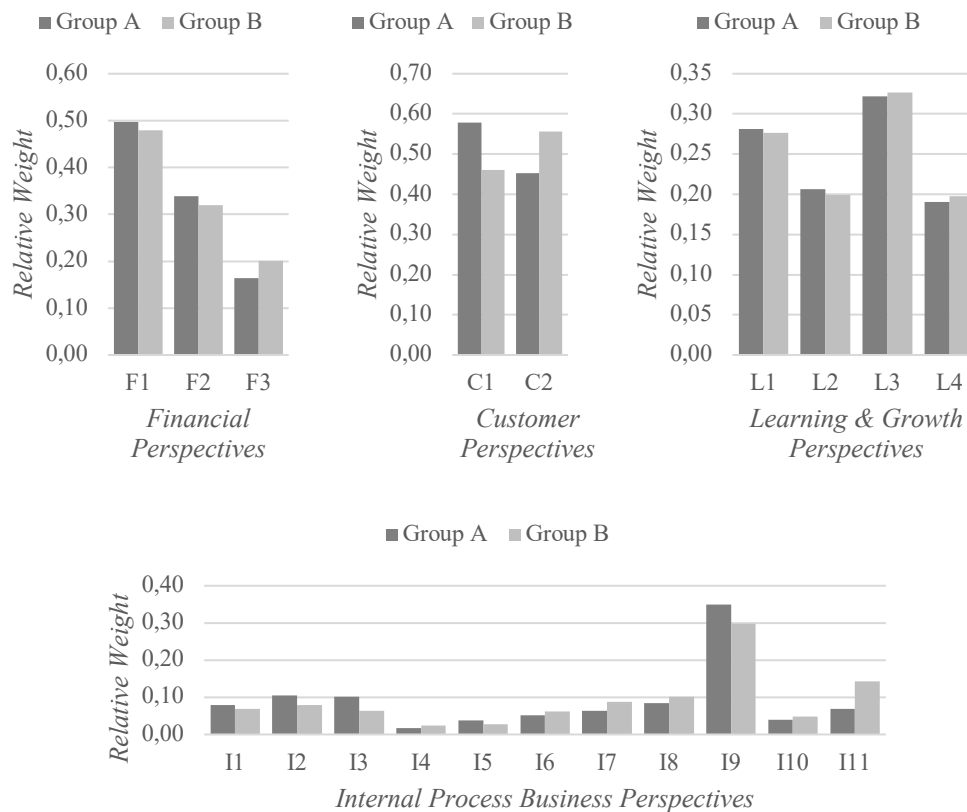 Group A Group B
Relative Weight
0,60
0,50
0,40
0,30
0,20
0,10
0,00
F1 F2 F3
Financial
Perspectives
Group A Group B
Relative Weight
0,70
0,60
0,50
0,40
0,30
0,20
0,10
0,00
C1 C2
Customer
Perspectives
Group A Group B
Relative Weight
0,35
0,30
0,25
0,20
0,15
0,10
0,05
0,00
L1 L2 L3 L4
Learning & Growth
Perspectives
Group A Group B
Relative Weight
0,40
0,30
0,20
0,10
0,00
I1 I2 I3 I4 I5 I6 I7 I8 I9 I10 I11
Internal Process Business Perspectives